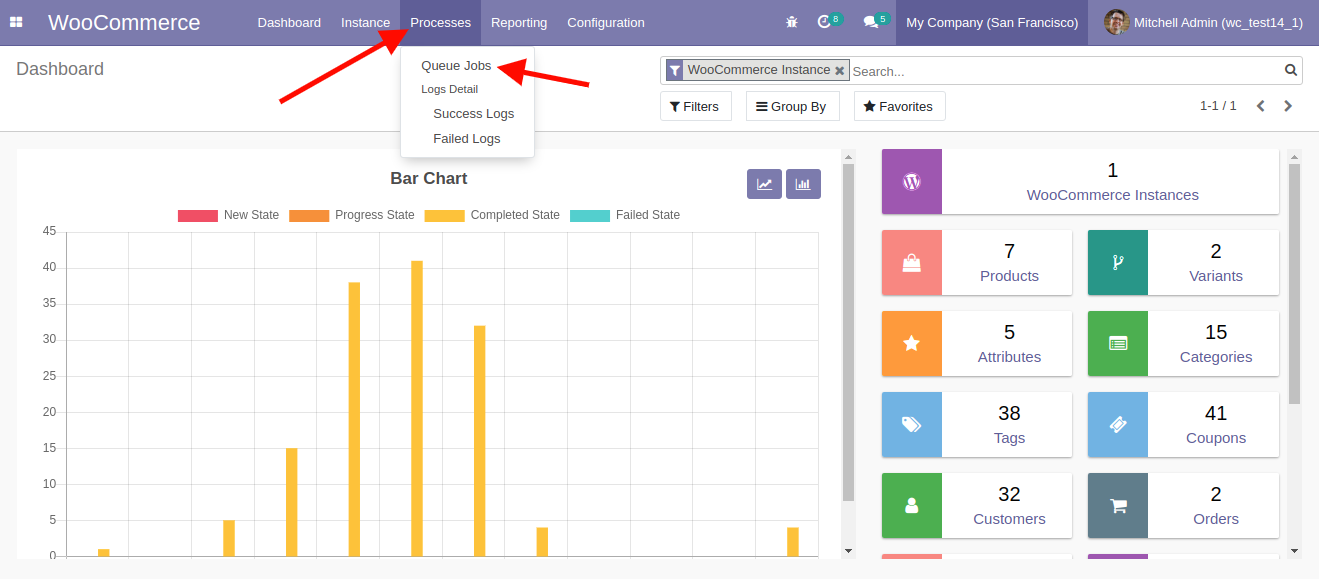 WooCommerce Dashboard Instance Processes Reporting Configuration 8 5 My Company (San Francisco) Mitchell Admin (wc_test14_1)
Dashboard
WooCommerce Instance Search...
Filters Group By Favorites 1-1 / 1
Queue Jobs
Logs Detail
Success Logs
Failed Logs
Bar Chart
New State Progress State Completed State Failed State
45
40
35
30
25
20
15
10
5
0
1
WooCommerce Instances
7
Products
2
Variants
5
Attributes
15
Categories
38
Tags
41
Coupons
32
Customers
2
Orders